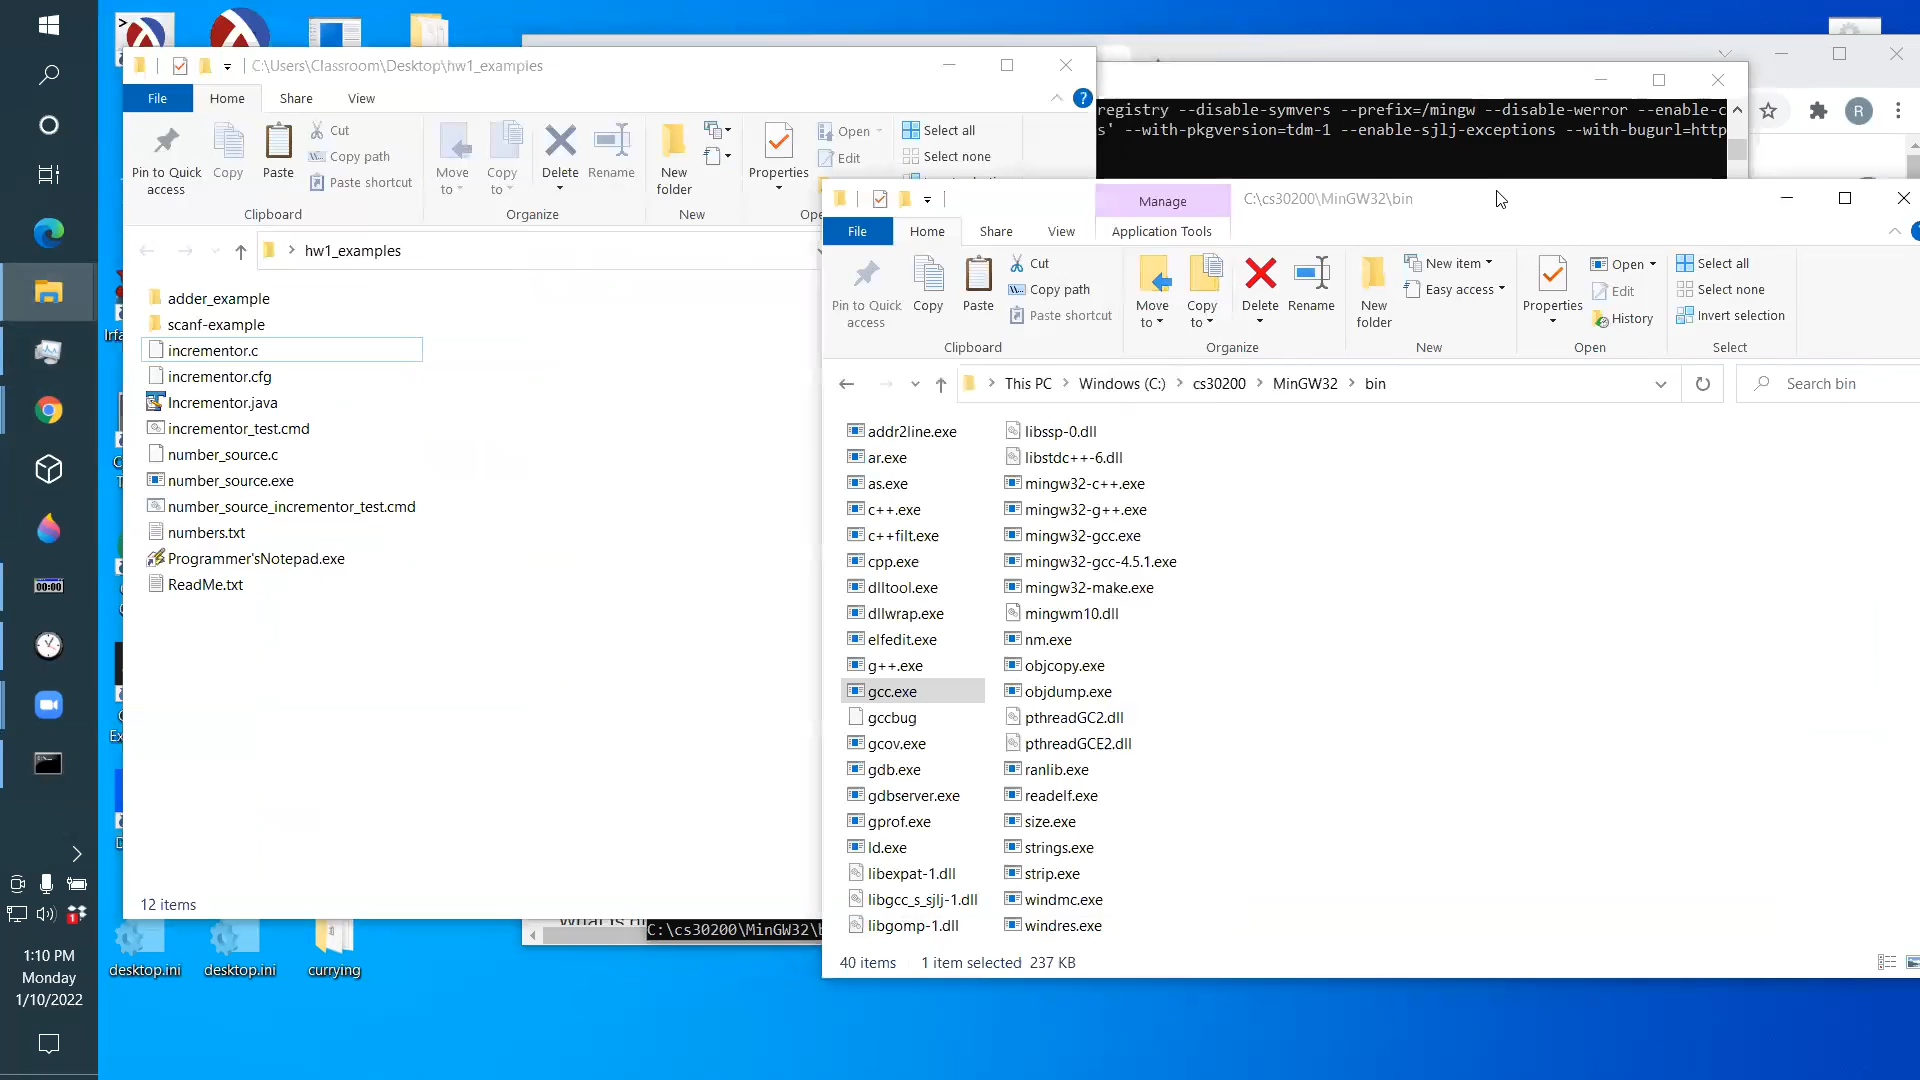 C:\Users\Classroom\Desktop\hw1_examples
File Home Share View
Pin to Quick access
Copy
Paste
Cut
Copy path
Paste shortcut
Clipboard
Move to
Copy to
Delete
Rename
Organize
New folder
New
Properties
Open
Edit
Select all
Select none
hw1_examples
adder_example
scanf-example
incrementor.c
incrementor.cfg
Incrementor.java
incrementor_test.cmd
number_source.c
number_source.exe
number_source_incrementor_test.cmd
numbers.txt
Programmer'sNotepad.exe
ReadMe.txt
12 items
registry --disable-symvers --prefix=/mingw --disable-werror --enable-c
s' --with-pkgversion=tdm-1 --enable-sjlj-exceptions --with-bugurl=http
R
Manage
C:\cs30200\MinGW32\bin
File Home Share View Application Tools
Pin to Quick access
Copy
Paste
Cut
Copy path
Paste shortcut
Clipboard
Move to
Copy to
Delete
Rename
Organize
New folder
New item
Easy access
New
Properties
Open
Edit
History
Open
Select all
Select none
Invert selection
Select
This PC Windows (C:) cs30200 MinGW32 bin
Search bin
addr2line.exe
ar.exe
as.exe
c++.exe
c++filt.exe
cpp.exe
dlltool.exe
dllwrap.exe
elfedit.exe
g++.exe
gcc.exe
gccbug
gcov.exe
gdb.exe
gdbserver.exe
gprof.exe
ld.exe
libexpat-1.dll
libgcc_s_sjlj-1.dll
libgomp-1.dll
libssp-0.dll
libstdc++-6.dll
mingw32-c++.exe
mingw32-g++.exe
mingw32-gcc.exe
mingw32-gcc-4.5.1.exe
mingw32-make.exe
mingwm10.dll
nm.exe
objcopy.exe
objdump.exe
pthreadGC2.dll
pthreadGCE2.dll
ranlib.exe
readelf.exe
size.exe
strings.exe
strip.exe
windmc.exe
windres.exe
40 items 1 item selected 237 KB
C:\cs30200\MinGW32\b
desktop.ini
desktop.ini
currying
00:00
1
1:10 PM
Monday
1/10/2022